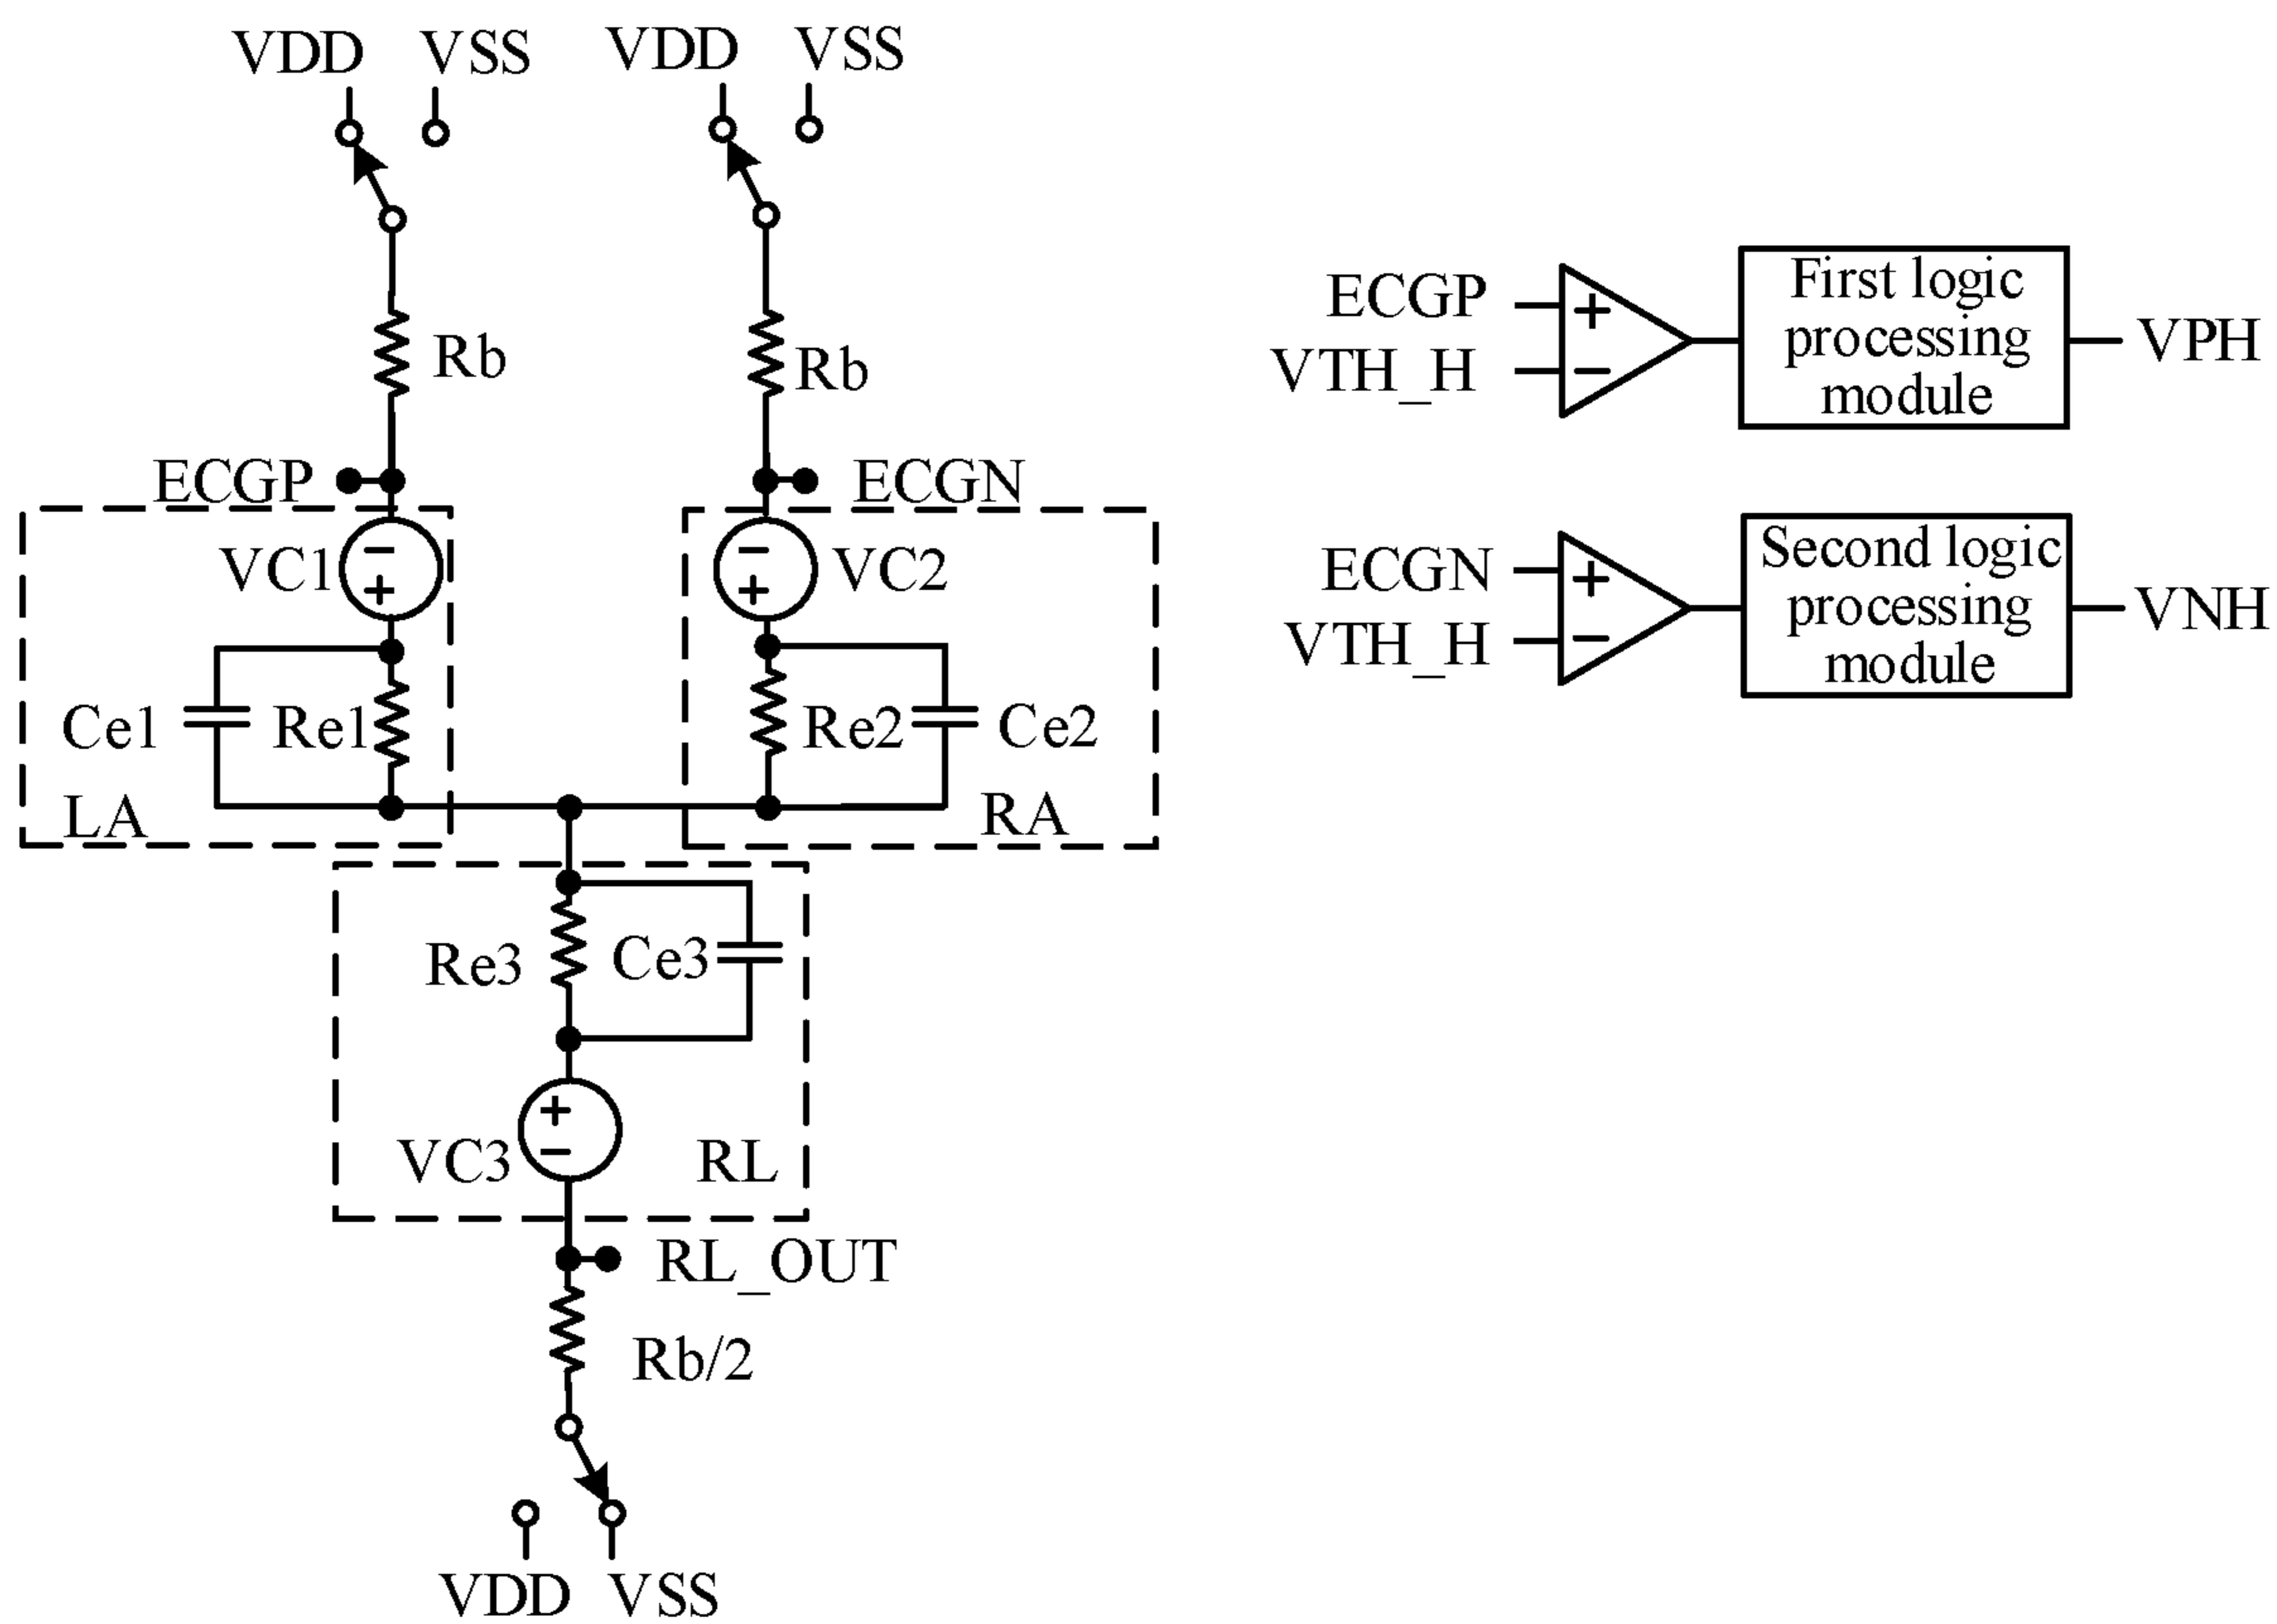 VDD VSS VDD VSS
Rb Rb
ECGP ECGN
VC1 − + − + VC2
Ce1 Re1 Re2 Ce2
LA RA
Re3 Ce3
+ −
VC3 RL
RL_OUT
Rb/2
VDD VSS
ECGP
VTH_H
+
−
First logic
processing
module
VPH
ECGN
VTH_H
+
−
Second logic
processing
module
VNH